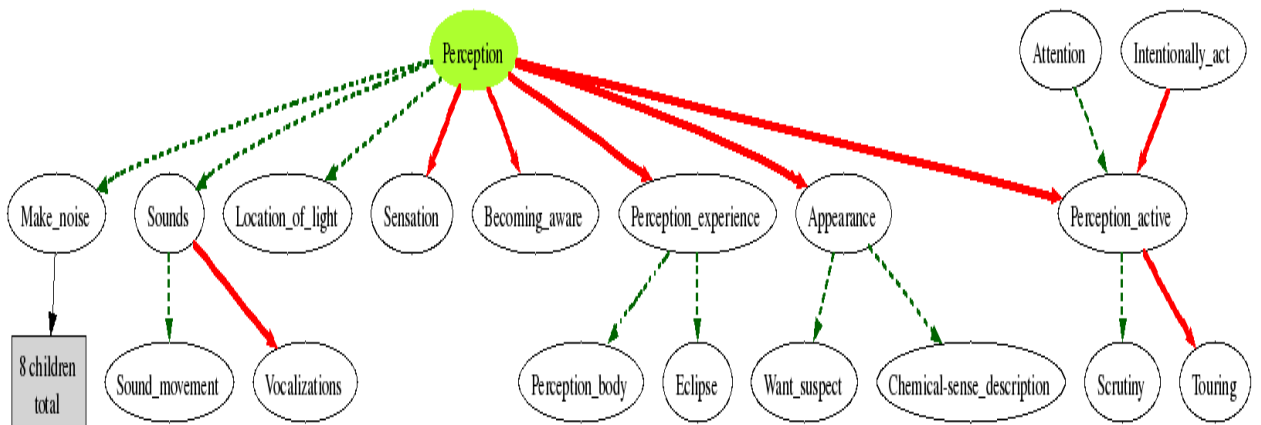 Perception
Attention
Intentionally_act
Make_noise
Sounds
Location_of_light
Sensation
Becoming_aware
Perception_experience
Appearance
Perception_active
8 children
total
Sound_movement
Vocalizations
Perception_body
Eclipse
Want_suspect
Chemical-sense_description
Scrutiny
Touring